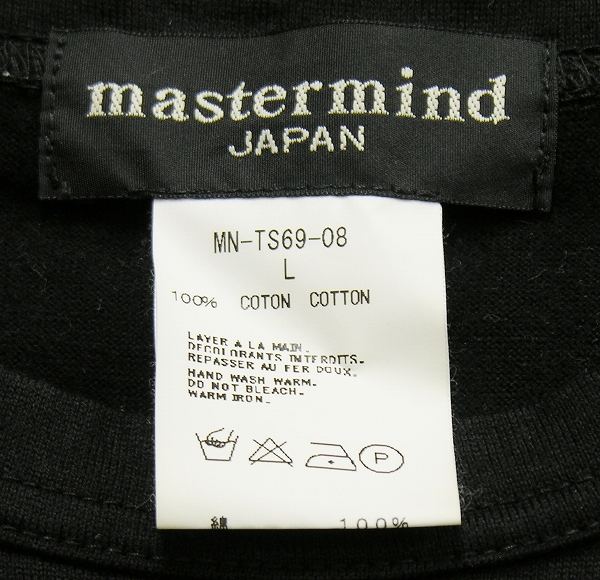 mastermind
JAPAN
MN-TS69-08
L
100% COTON COTTON
LAYER A LA MAIN.
DECOLORANTS INTERDITS.
REPASSER AU FER DOUX.
HAND WASH WARM.
DO NOT BLEACH.
WARM IRON.
P
綿 100%